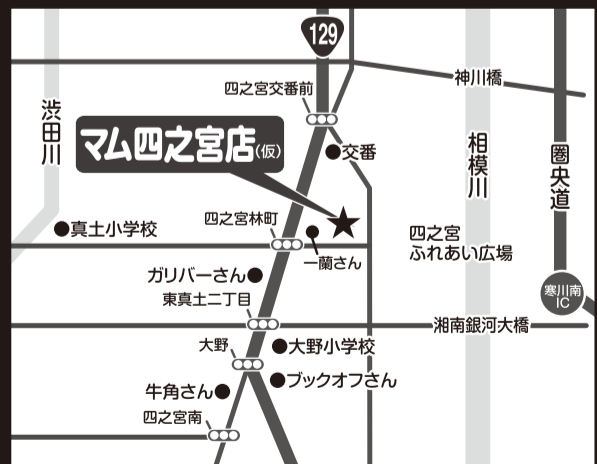 129
四之宮交番前
神川橋
渋田川
マム四之宮店(仮)
交番
相模川
圏央道
四之宮林町
真土小学校
一蘭さん
四之宮
ふれあい広場
ガリバーさん
東真土二丁目
寒川南
IC
湘南銀河大橋
大野
大野小学校
ブックオフさん
牛角さん
四之宮南